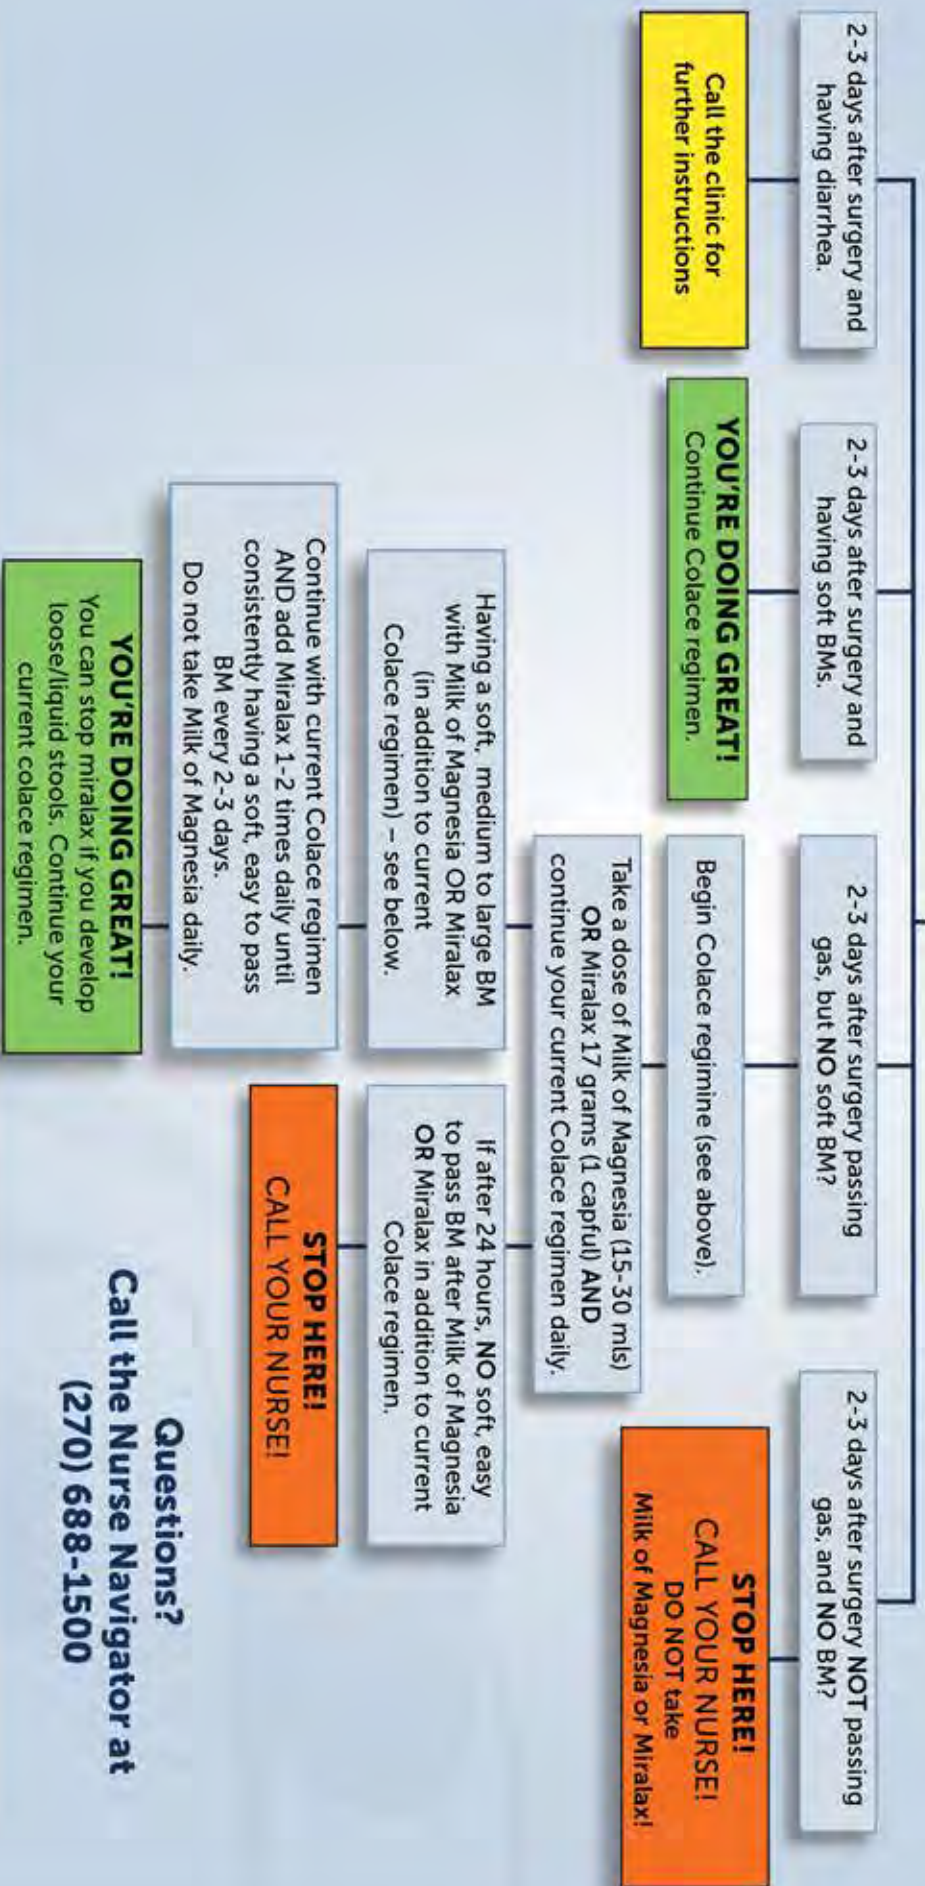 2-3 days after surgery and
having diarrhea.
Call the clinic for
further instructions
2-3 days after surgery and
having soft BMs.
YOU'RE DOING GREAT!
Continue Colace regimen.
2-3 days after surgery passing
gas, but NO soft BM?
Begin Colace regimine (see above).
Take a dose of Milk of Magnesia (15-30 mls)
OR Miralax 17 grams (1 capful) AND
continue your current Colace regimen daily.
Having a soft, medium to large BM
with Milk of Magnesia OR Miralax
(in addition to current
Colace regimen) – see below.
Continue with current Colace regimen
AND add Miralax 1-2 times daily until
consistently having a soft, easy to pass
BM every 2-3 days.
Do not take Milk of Magnesia daily.
YOU'RE DOING GREAT!
You can stop miralax if you develop
loose/liquid stools. Continue your
current colace regimen.
If after 24 hours, NO soft, easy
to pass BM after Milk of Magnesia
OR Miralax in addition to current
Colace regimen.
STOP HERE!
CALL YOUR NURSE!
2-3 days after surgery NOT passing
gas, and NO BM?
STOP HERE!
CALL YOUR NURSE!
DO NOT take
Milk of Magnesia or Miralax!
Questions?
Call the Nurse Navigator at
(270) 688-1500